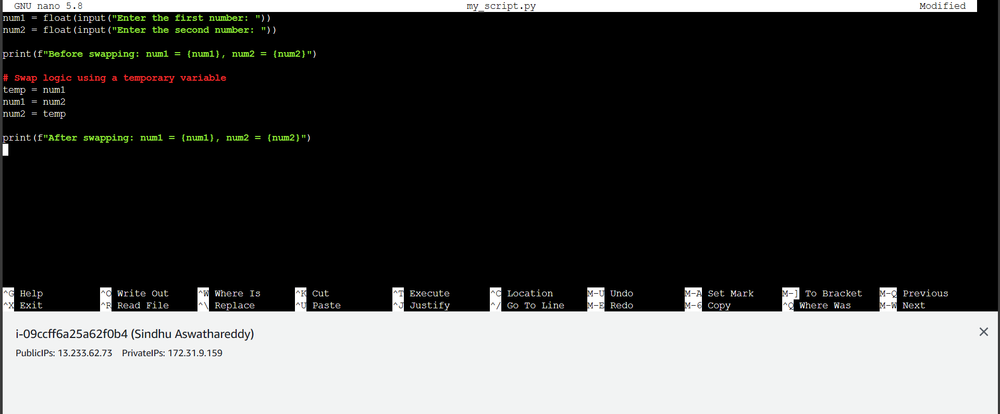 GNU nano 5.8 my_script.py Modified
num1 = float(input("Enter the first number: "))
num2 = float(input("Enter the second number: "))
print(f"Before swapping: num1 = {num1}, num2 = {num2}")
# Swap logic using a temporary variable
temp = num1
num1 = num2
num2 = temp
print(f"After swapping: num1 = {num1}, num2 = {num2}")
^G Help ^O Write Out ^W Where Is ^K Cut ^T Execute ^C Location M-U Undo M-A Set Mark M-] To Bracket M-Q Previous
^X Exit ^R Read File ^\ Replace ^U Paste ^J Justify ^/ Go To Line M-E Redo M-6 Copy ^Q Where Was M-W Next
i-09ccff6a25a62f0b4 (Sindhu Aswathareddy)
PublicIPs: 13.233.62.73 PrivateIPs: 172.31.9.159